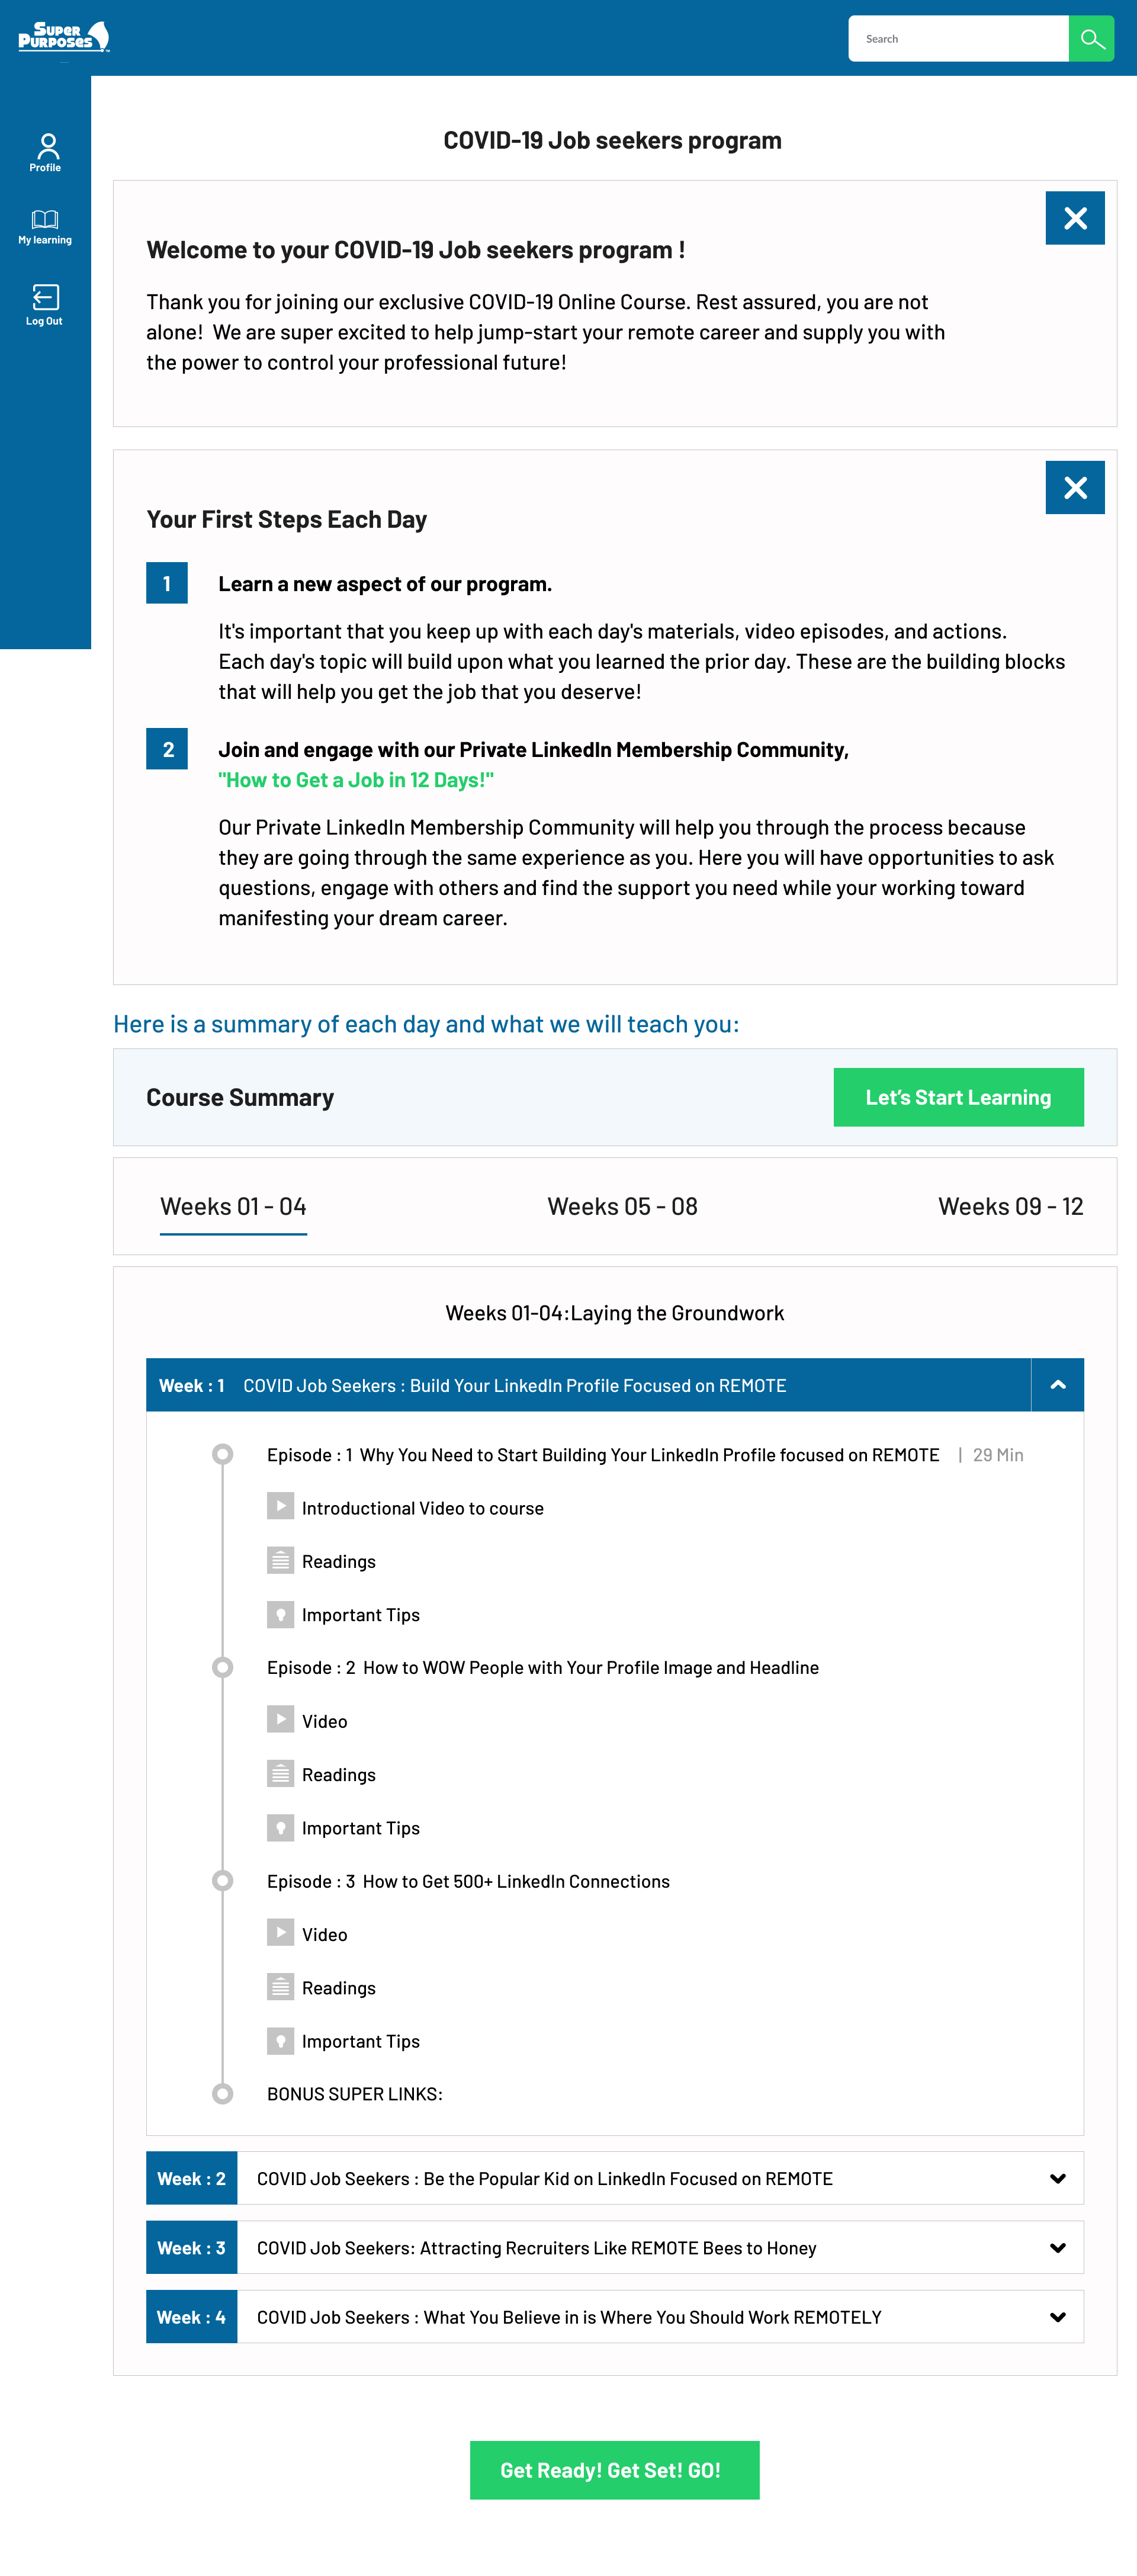 SUPER
PURPOSES
Search
Profile
My learning
Log Out
COVID-19 Job seekers program
Welcome to your COVID-19 Job seekers program !
Thank you for joining our exclusive COVID-19 Online Course. Rest assured, you are not
alone!  We are super excited to help jump-start your remote career and supply you with
the power to control your professional future!
Your First Steps Each Day
1
Learn a new aspect of our program.
It's important that you keep up with each day's materials, video episodes, and actions.
Each day's topic will build upon what you learned the prior day. These are the building blocks
that will help you get the job that you deserve!
2
Join and engage with our Private LinkedIn Membership Community,
"How to Get a Job in 12 Days!"
Our Private LinkedIn Membership Community will help you through the process because
they are going through the same experience as you. Here you will have opportunities to ask
questions, engage with others and find the support you need while your working toward
manifesting your dream career.
Here is a summary of each day and what we will teach you:
Course Summary
Let's Start Learning
Weeks 01 - 04
Weeks 05 - 08
Weeks 09 - 12
Weeks 01-04:Laying the Groundwork
Week : 1 COVID Job Seekers : Build Your LinkedIn Profile Focused on REMOTE
Episode : 1 Why You Need to Start Building Your LinkedIn Profile focused on REMOTE | 29 Min
Introductional Video to course
Readings
Important Tips
Episode : 2 How to WOW People with Your Profile Image and Headline
Video
Readings
Important Tips
Episode : 3 How to Get 500+ LinkedIn Connections
Video
Readings
Important Tips
BONUS SUPER LINKS:
Week : 2 COVID Job Seekers : Be the Popular Kid on LinkedIn Focused on REMOTE
Week : 3 COVID Job Seekers: Attracting Recruiters Like REMOTE Bees to Honey
Week : 4 COVID Job Seekers : What You Believe in is Where You Should Work REMOTELY
Get Ready! Get Set! GO!